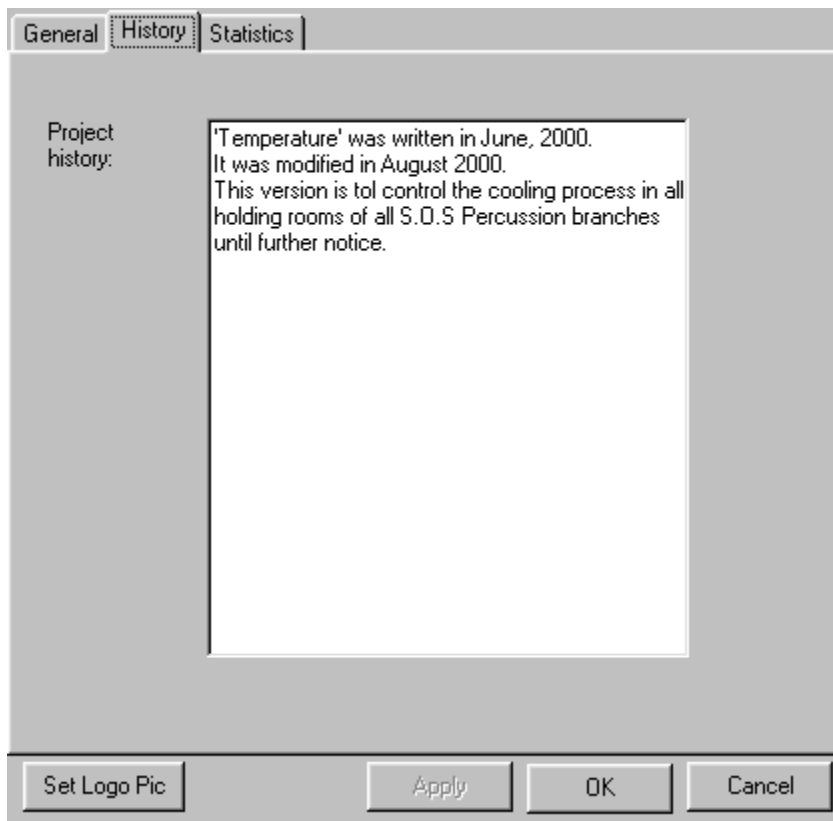 General History Statistics
Project
history:
'Temperature' was written in June, 2000.
It was modified in August 2000.
This version is tol control the cooling process in all
holding rooms of all S.O.S Percussion branches
until further notice.
Set Logo Pic Apply OK Cancel